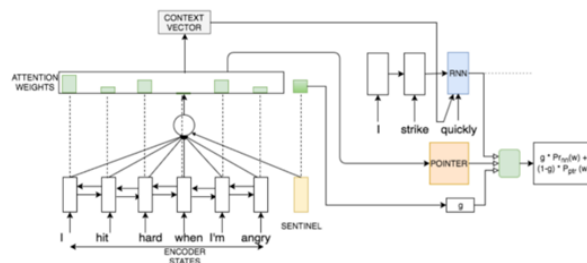 CONTEXT
VECTOR
ATTENTION
WEIGHTS
RNN
I strike quickly
POINTER
g * Pr
(w) +
(1-g) * P
(w
g
SENTINEL
I hit hard when I'm angry
ENCODER
STATES